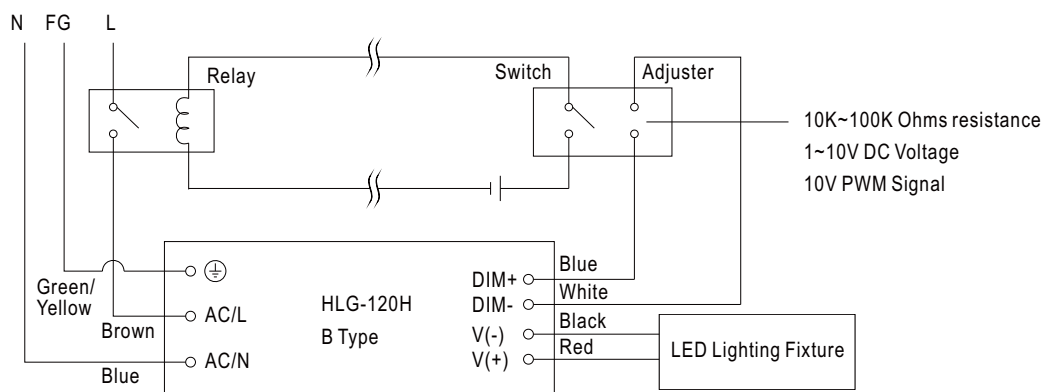 N FG L
Relay
Switch
Adjuster
10K~100K Ohms resistance
1~10V DC Voltage
10V PWM Signal
Green/
Yellow
Brown
Blue
AC/L
AC/N
HLG-120H
B Type
DIM+
DIM-
V(-)
V(+)
Blue
White
Black
Red
LED Lighting Fixture